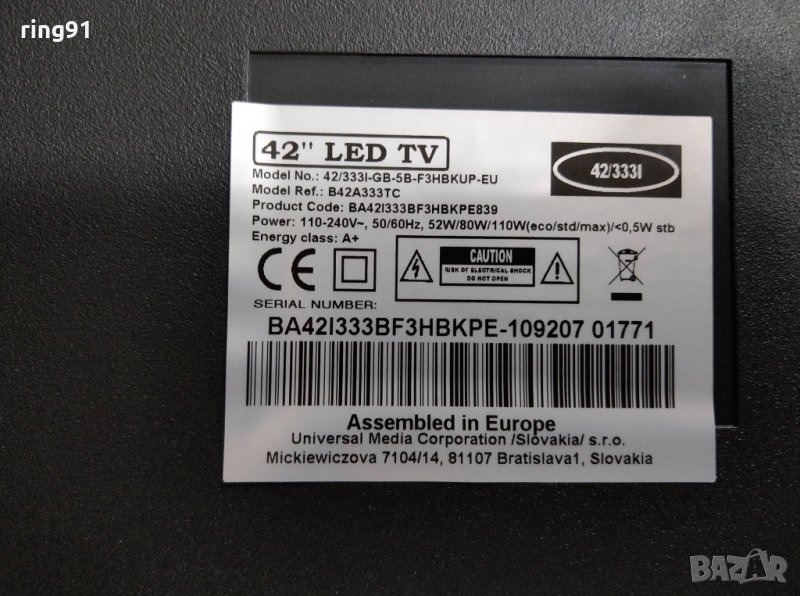 ring91
42" LED TV
42/333I
Model No.: 42/333I-GB-5B-F3HBKUP-EU
Model Ref.: B42A333TC
Product Code: BA42I333BF3HBKPE839
Power: 110-240V~, 50/60Hz, 52W/80W/110W(eco/std/max)/<0,5W stb
Energy class: A+
CE
CAUTION
RISK OF ELECTRICAL SHOCK
DO NOT OPEN
SERIAL NUMBER:
BA42I333BF3HBKPE-109207 01771
Assembled in Europe
Universal Media Corporation /Slovakia/ s.r.o.
Mickiewiczova 7104/14, 81107 Bratislava1, Slovakia
BAZAR